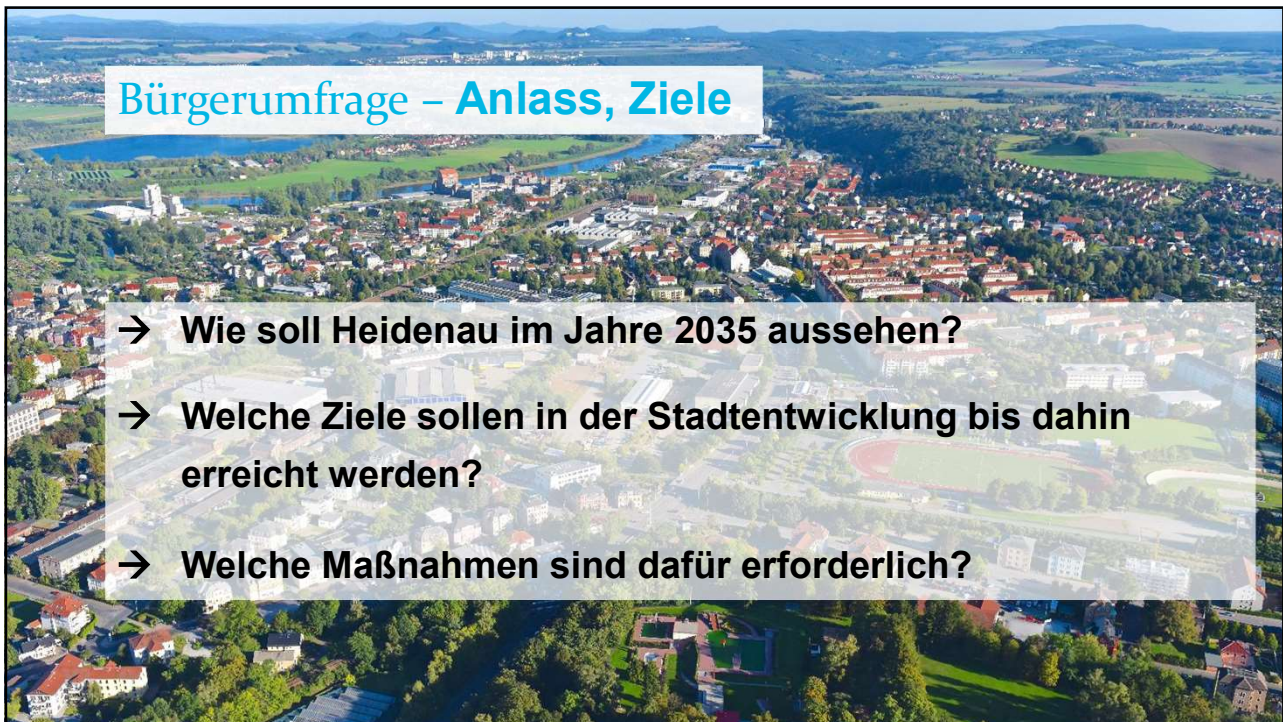 Bürgerumfrage – Anlass, Ziele
→ Wie soll Heidenau im Jahre 2035 aussehen?
→ Welche Ziele sollen in der Stadtentwicklung bis dahin
erreicht werden?
→ Welche Maßnahmen sind dafür erforderlich?